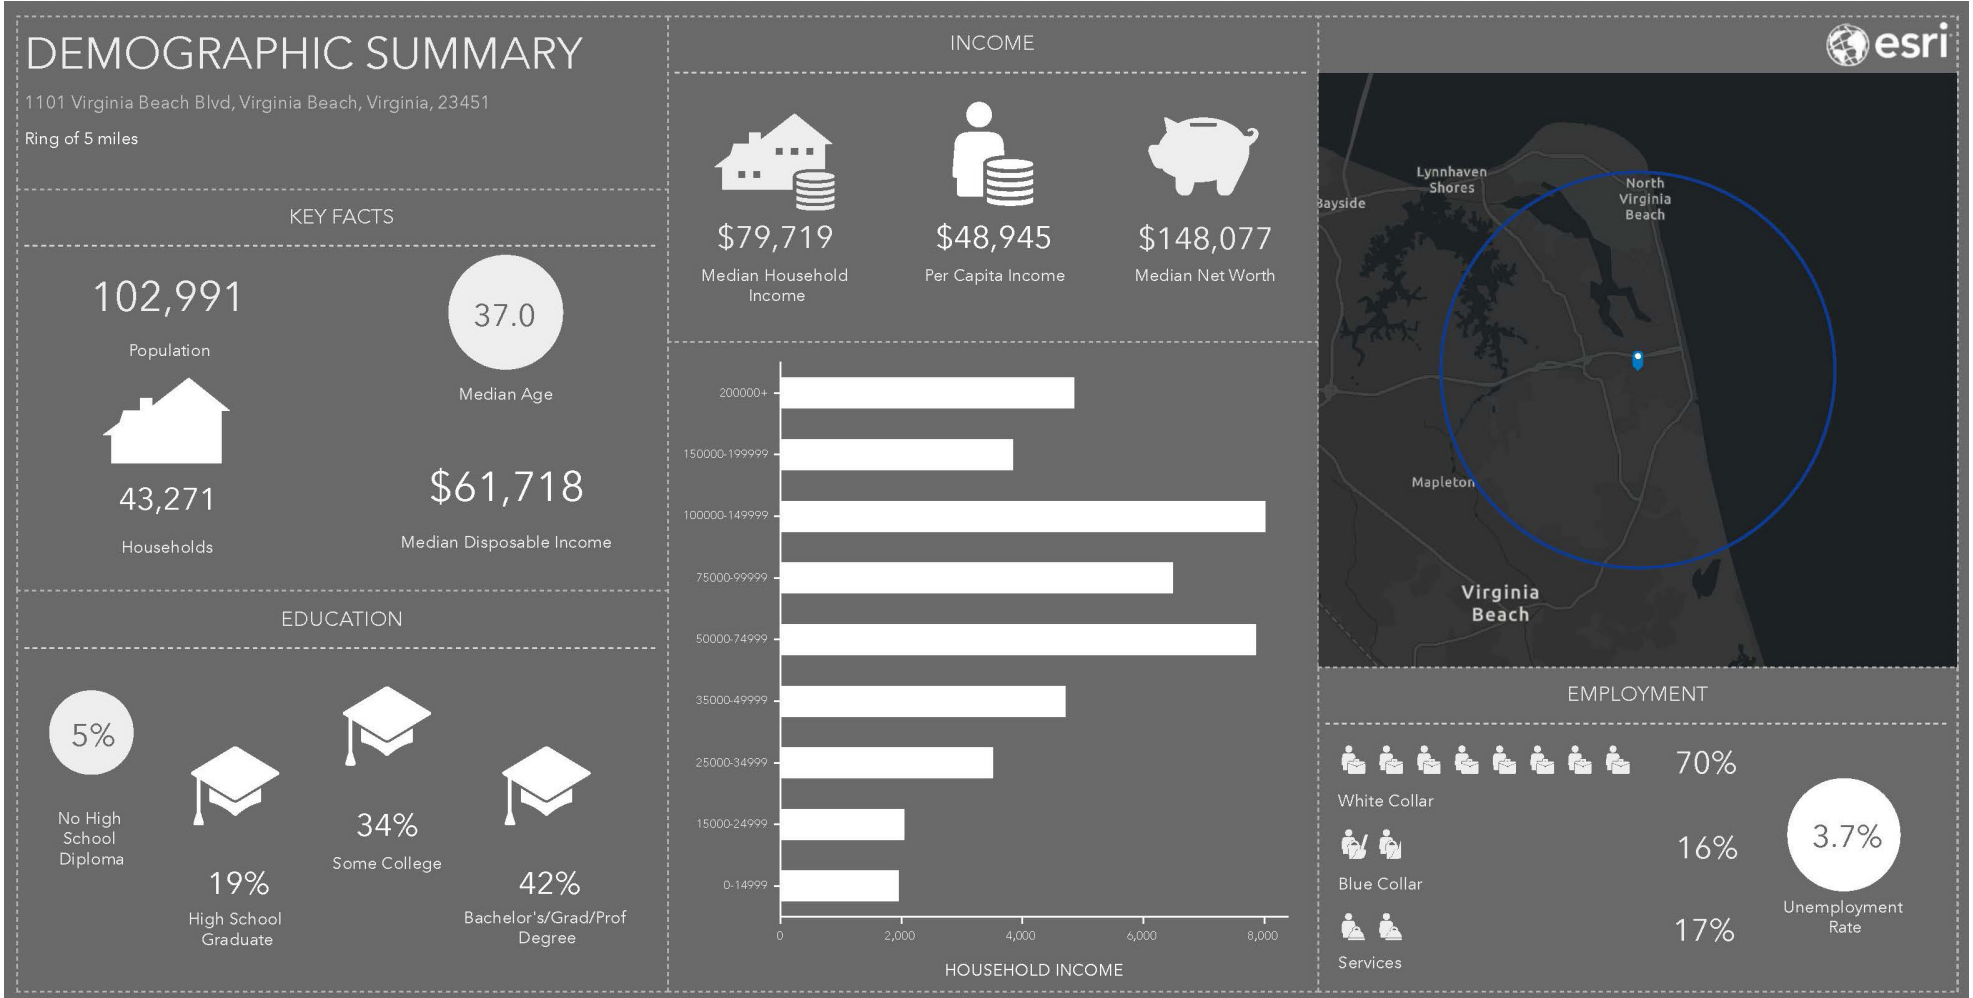 DEMOGRAPHIC SUMMARY
1101 Virginia Beach Blvd, Virginia Beach, Virginia, 23451
Ring of 5 miles
KEY FACTS
102,991
Population
37.0
Median Age
43,271
Households
$61,718
Median Disposable Income
EDUCATION
5%
No High
School
Diploma
19%
High School
Graduate
34%
Some College
42%
Bachelor's/Grad/Prof
Degree
INCOME
$79,719
Median Household
Income
$48,945
Per Capita Income
$148,077
Median Net Worth
200000+
150000-199999
100000-149999
75000-99999
50000-74999
35000-49999
25000-34999
15000-24999
0-14999
0
2,000
4,000
6,000
8,000
HOUSEHOLD INCOME
esri
Lynnhaven
Shores
North
Virginia
Beach
Bayside
Mapleton
Virginia
Beach
EMPLOYMENT
70%
White Collar
16%
Blue Collar
17%
Services
3.7%
Unemployment
Rate